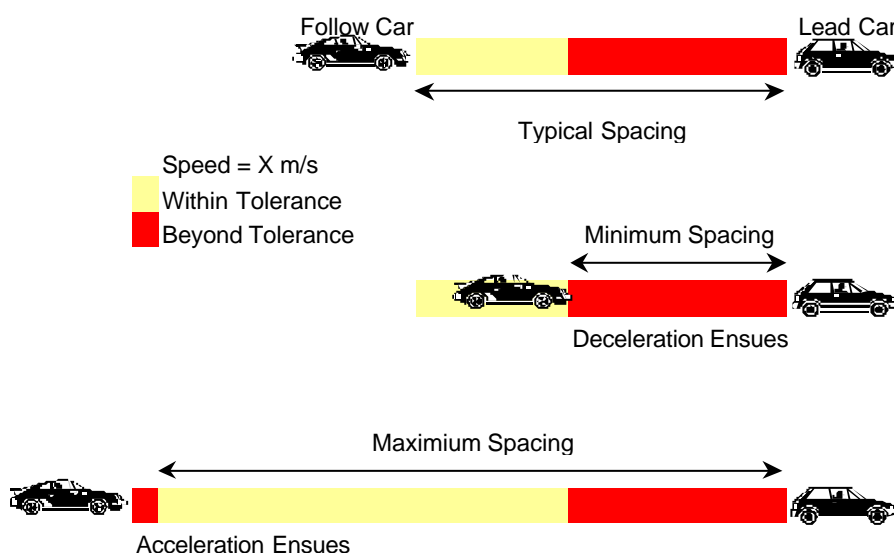 Follow Car
Lead Car
Typical Spacing
Speed = X m/s
Within Tolerance
Beyond Tolerance
Minimum Spacing
Deceleration Ensues
Maximium Spacing
Acceleration Ensues